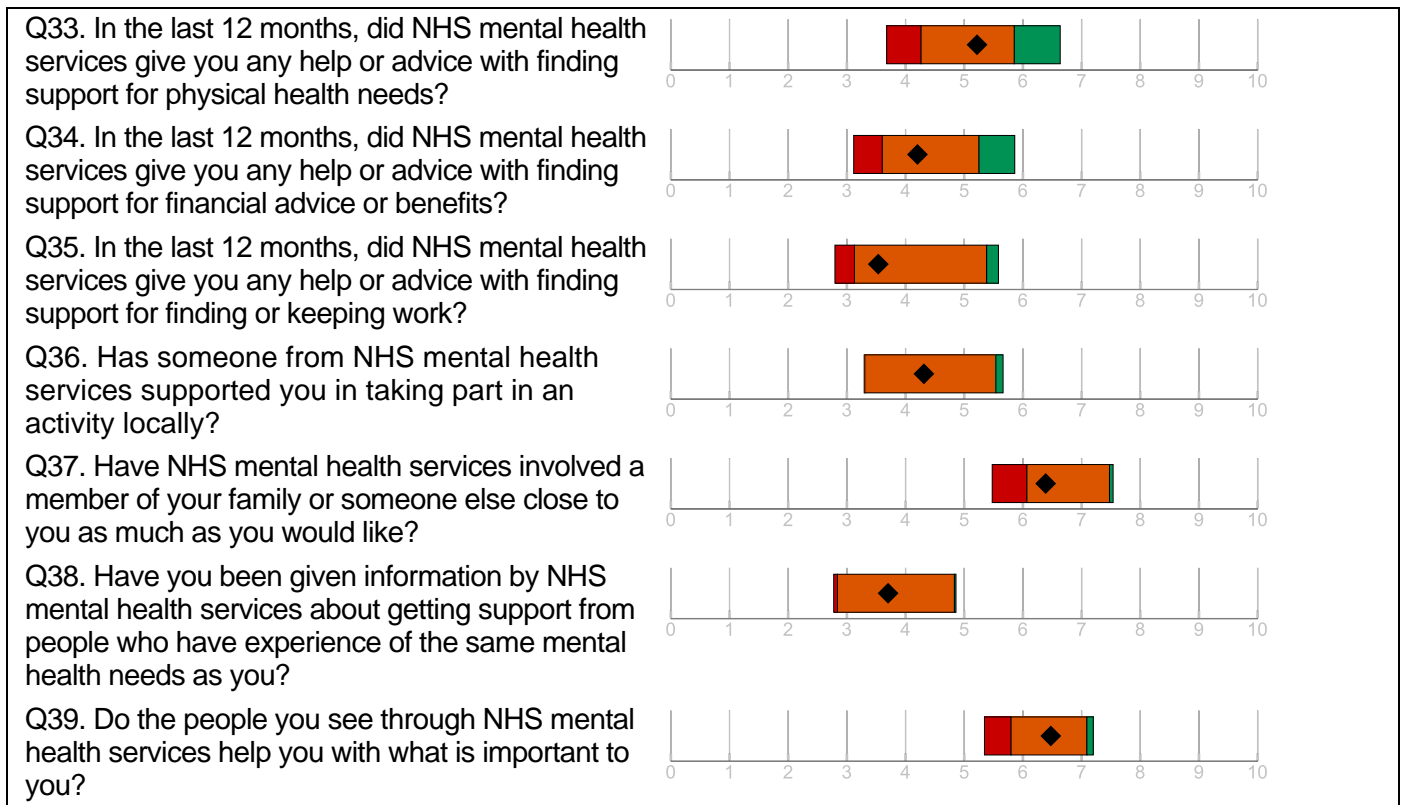 Q33. In the last 12 months, did NHS mental health
services give you any help or advice with finding
support for physical health needs?
0 1 2 3 4 5 6 7 8 9 10
Q34. In the last 12 months, did NHS mental health
services give you any help or advice with finding
support for financial advice or benefits?
0 1 2 3 4 5 6 7 8 9 10
Q35. In the last 12 months, did NHS mental health
services give you any help or advice with finding
support for finding or keeping work?
0 1 2 3 4 5 6 7 8 9 10
Q36. Has someone from NHS mental health
services supported you in taking part in an
activity locally?
0 1 2 3 4 5 6 7 8 9 10
Q37. Have NHS mental health services involved a
member of your family or someone else close to
you as much as you would like?
0 1 2 3 4 5 6 7 8 9 10
Q38. Have you been given information by NHS
mental health services about getting support from
people who have experience of the same mental
health needs as you?
0 1 2 3 4 5 6 7 8 9 10
Q39. Do the people you see through NHS mental
health services help you with what is important to
you?
0 1 2 3 4 5 6 7 8 9 10